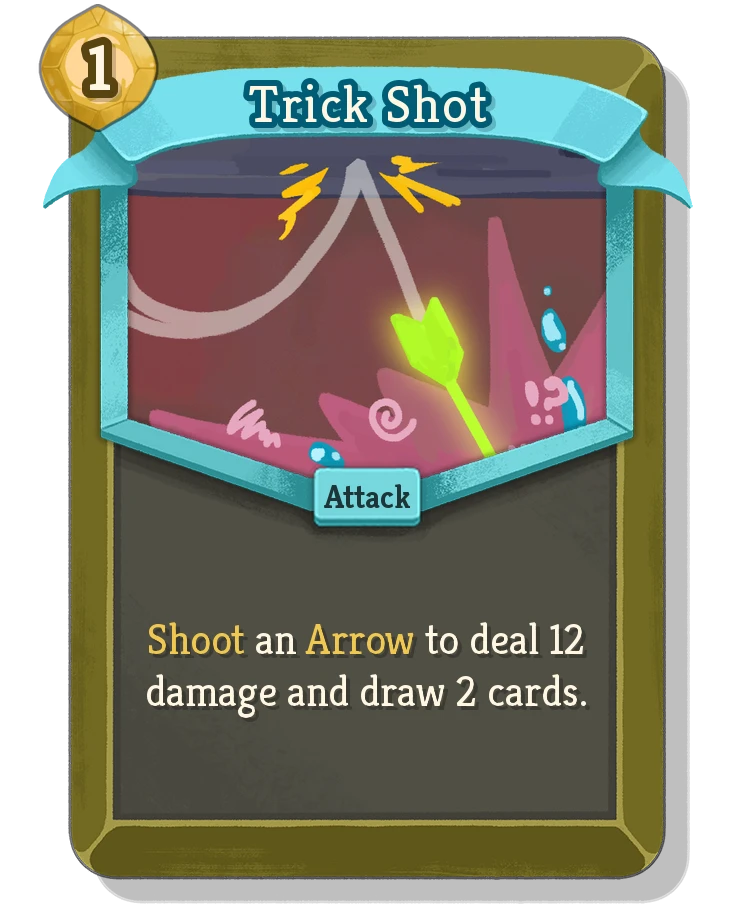 1
Trick Shot
!?
Attack
Shoot an Arrow to deal 12
damage and draw 2 cards.